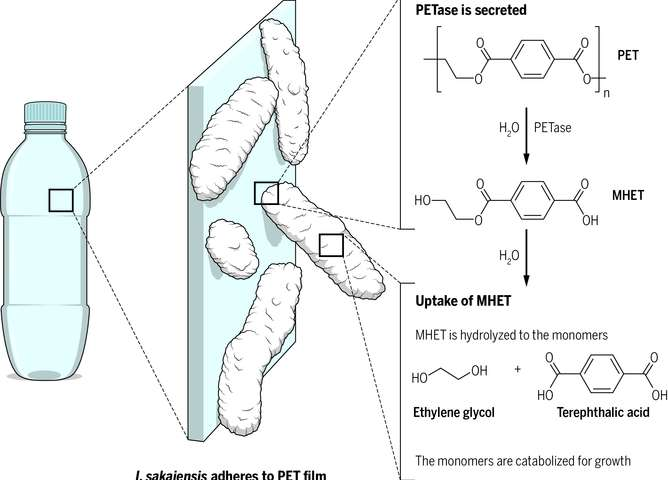 PETase is secreted
O
O
O
O
n
PET
H₂O
PETase
HO
O
O
O
OH
MHET
H₂O
Uptake of MHET
MHET is hydrolyzed to the monomers
HO
OH
+
O
HO
O
OH
Ethylene glycol
Terephthalic acid
The monomers are catabolized for growth
I. sakaiensis adheres to PET film